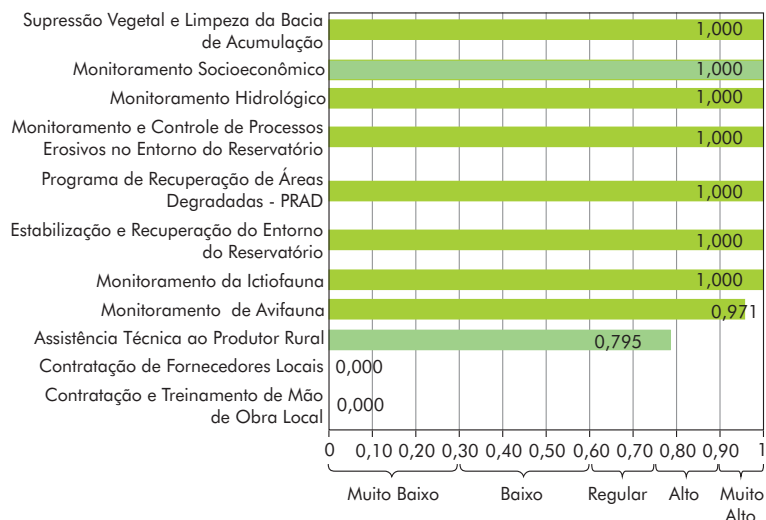 Supressão Vegetal e Limpeza da Bacia
de Acumulação
1,000
Monitoramento Socioeconômico
1,000
Monitoramento Hidrológico
1,000
Monitoramento e Controle de Processos
Erosivos no Entorno do Reservatório
1,000
Programa de Recuperação de Áreas
Degradadas - PRAD
1,000
Estabilização e Recuperação do Entorno
do Reservatório
1,000
Monitoramento da Ictiofauna
1,000
Monitoramento de Avifauna
0,971
Assistência Técnica ao Produtor Rural
0,795
Contratação de Fornecedores Locais
0,000
Contratação e Treinamento de Mão
de Obra Local
0,000
0 0,10 0,20 0,30 0,40 0,50 0,60 0,70 0,80 0,90 1
Muito Baixo Baixo Regular Alto Muito
Alto